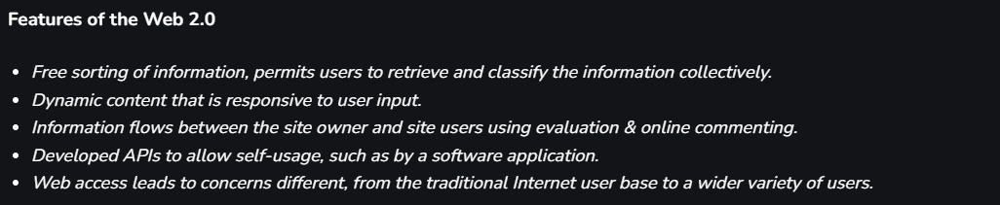 Features of the Web 2.0
• Free sorting of information, permits users to retrieve and classify the information collectively.
• Dynamic content that is responsive to user input.
• Information flows between the site owner and site users using evaluation & online commenting.
• Developed APIs to allow self-usage, such as by a software application.
• Web access leads to concerns different, from the traditional Internet user base to a wider variety of users.